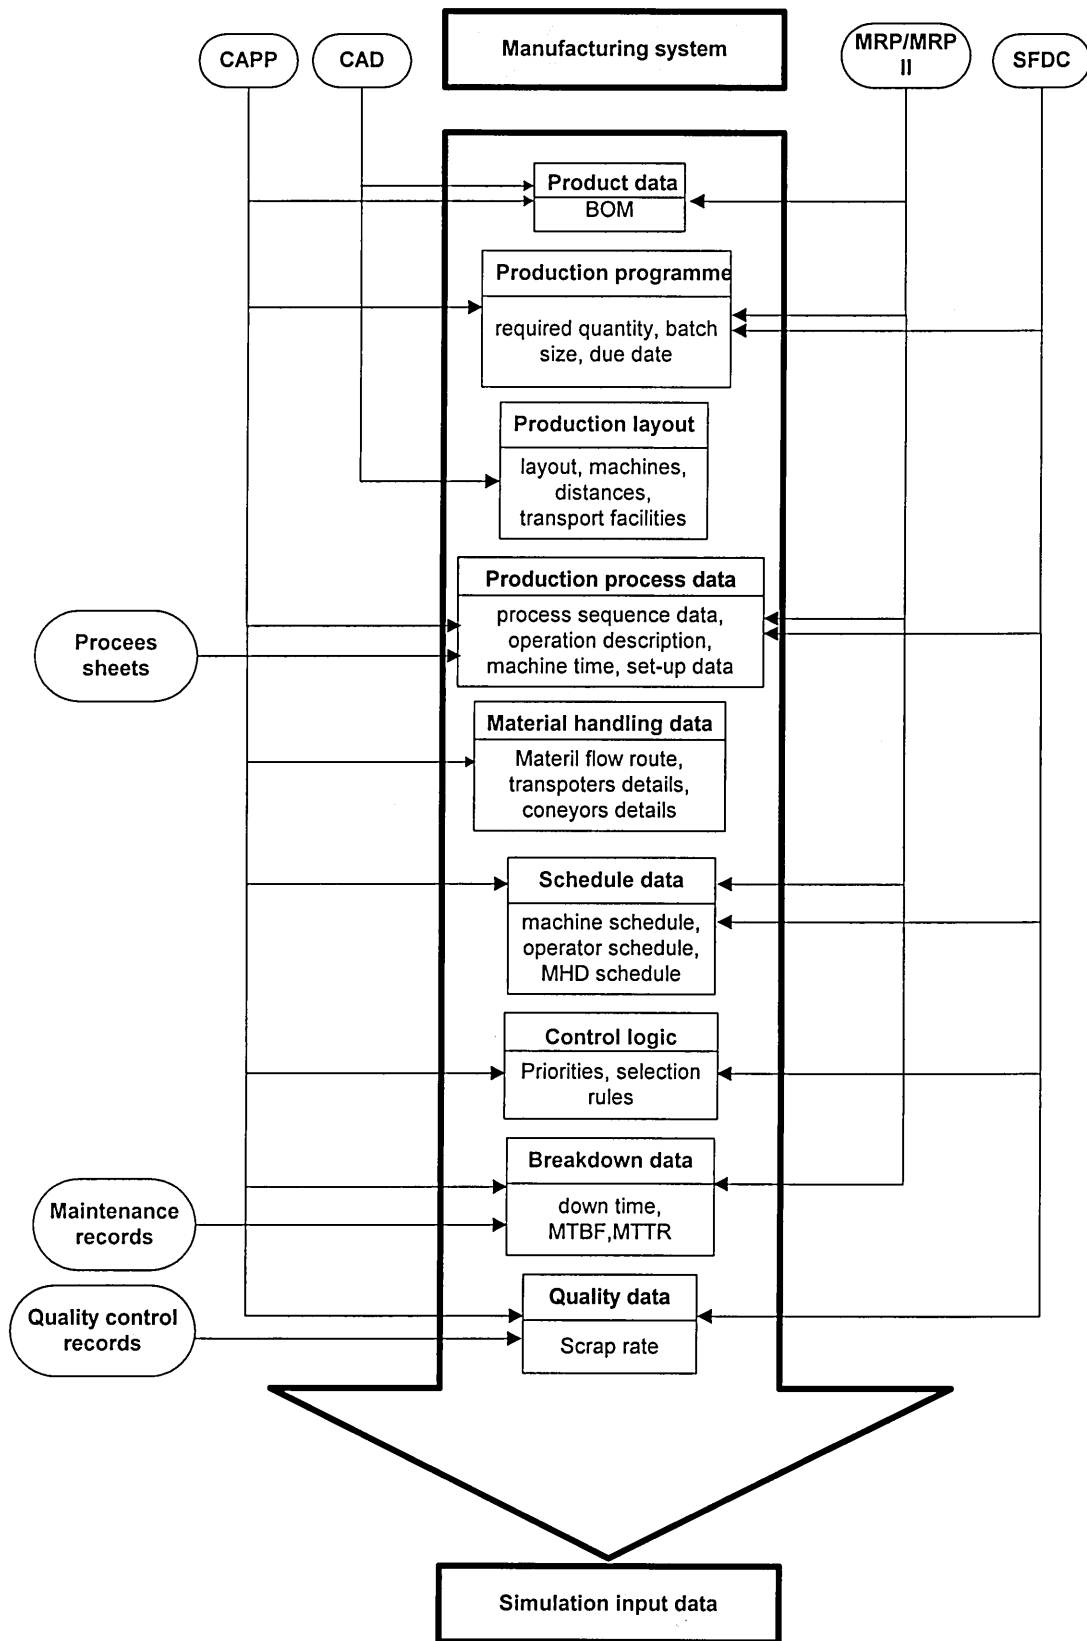 Manufacturing system
CAPP
CAD
MRP/MRP
II
SFDC
Product data
BOM
Production programme
required quantity, batch
size, due date
Production layout
layout, machines,
distances,
transport facilities
Production process data
process sequence data,
operation description,
machine time, set-up data
Procees
sheets
Material handling data
Materil flow route,
transpoters details,
coneyors details
Schedule data
machine schedule,
operator schedule,
MHD schedule
Control logic
Priorities, selection
rules
Breakdown data
down time,
MTBF,MTTR
Maintenance
records
Quality data
Scrap rate
Quality control
records
Simulation input data